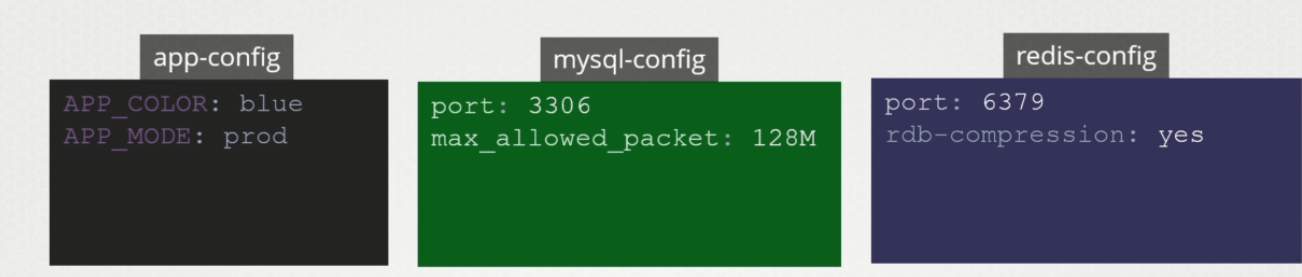 app-config
APP_COLOR: blue
APP_MODE: prod
mysql-config
port: 3306
max_allowed_packet: 128M
redis-config
port: 6379
rdb-compression: yes